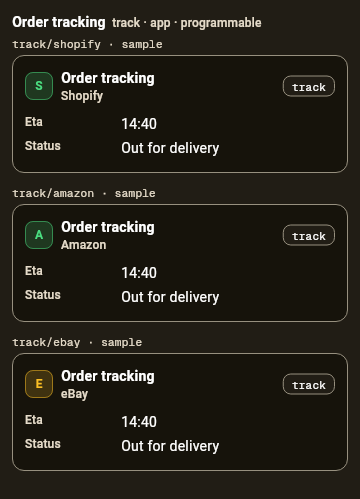 Order tracking track · app · programmable
track/shopify · sample
S Order tracking track
Shopify
Eta 14:40
Status Out for delivery
track/amazon · sample
A Order tracking track
Amazon
Eta 14:40
Status Out for delivery
track/ebay · sample
E Order tracking track
eBay
Eta 14:40
Status Out for delivery